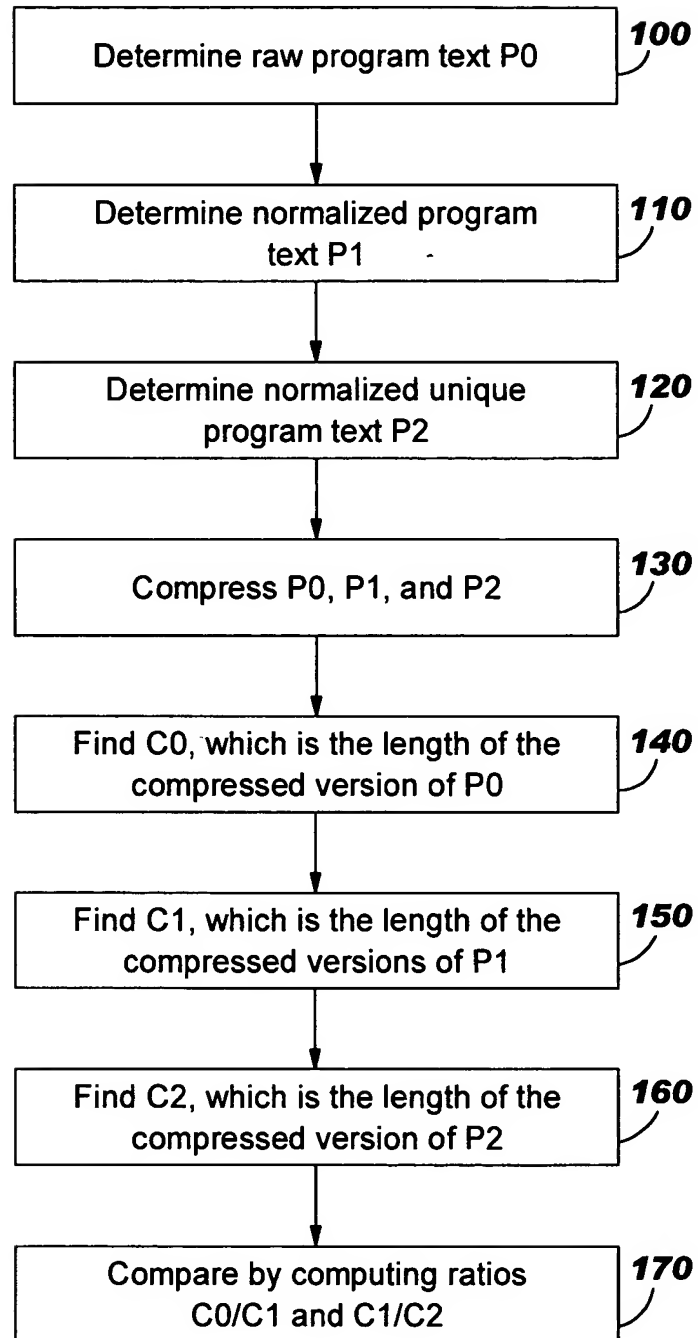 Determine raw program text P0
100
Determine normalized program
text P1
110
Determine normalized unique
program text P2
120
Compress P0, P1, and P2
130
Find C0, which is the length of the
compressed version of P0
140
Find C1, which is the length of the
compressed versions of P1
150
Find C2, which is the length of the
compressed version of P2
160
Compare by computing ratios
C0/C1 and C1/C2
170